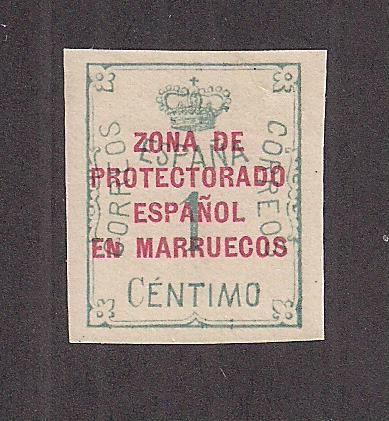 CORREOS
ESPAÑA
CORREOS
ZONA DE
PROTECTORADO
ESPAÑOL
EN MARRUECOS
1
CÉNTIMO